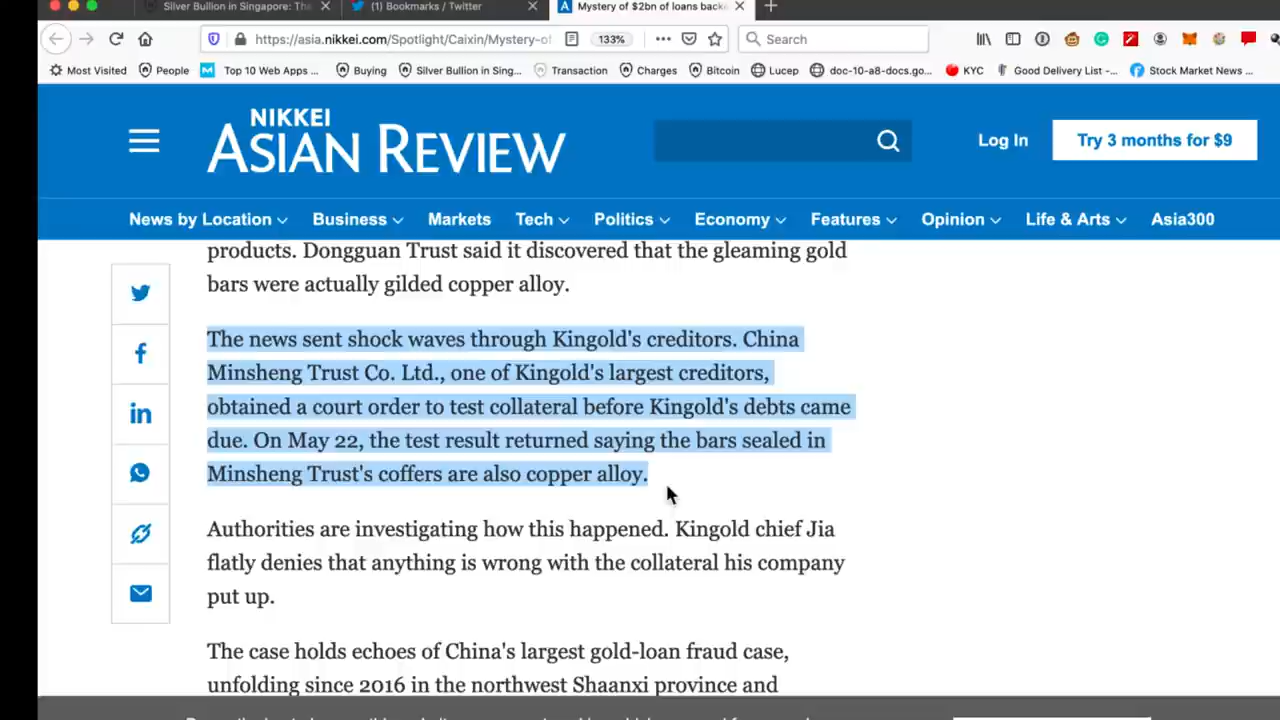 Silver Bullion in Singapore: The
(1) Bookmarks / Twitter
Mystery of $2bn of loans back
https://asia.nikkei.com/Spotlight/Caixin/Mystery-of
133%
Search
Most Visited
People
Top 10 Web Apps ...
Buying
Silver Bullion in Sing...
Transaction
Charges
Bitcoin
Lucep
doc-10-a8-docs.go...
KYC
Good Delivery List -...
Stock Market News ...
NIKKEI
ASIAN REVIEW
Log In
Try 3 months for $9
News by Location
Business
Markets
Tech
Politics
Economy
Features
Opinion
Life & Arts
Asia300
products. Dongguan Trust said it discovered that the gleaming gold
bars were actually gilded copper alloy.
The news sent shock waves through Kingold's creditors. China
Minsheng Trust Co. Ltd., one of Kingold's largest creditors,
obtained a court order to test collateral before Kingold's debts came
due. On May 22, the test result returned saying the bars sealed in
Minsheng Trust's coffers are also copper alloy.
Authorities are investigating how this happened. Kingold chief Jia
flatly denies that anything is wrong with the collateral his company
put up.
The case holds echoes of China's largest gold-loan fraud case,
unfolding since 2016 in the northwest Shaanxi province and